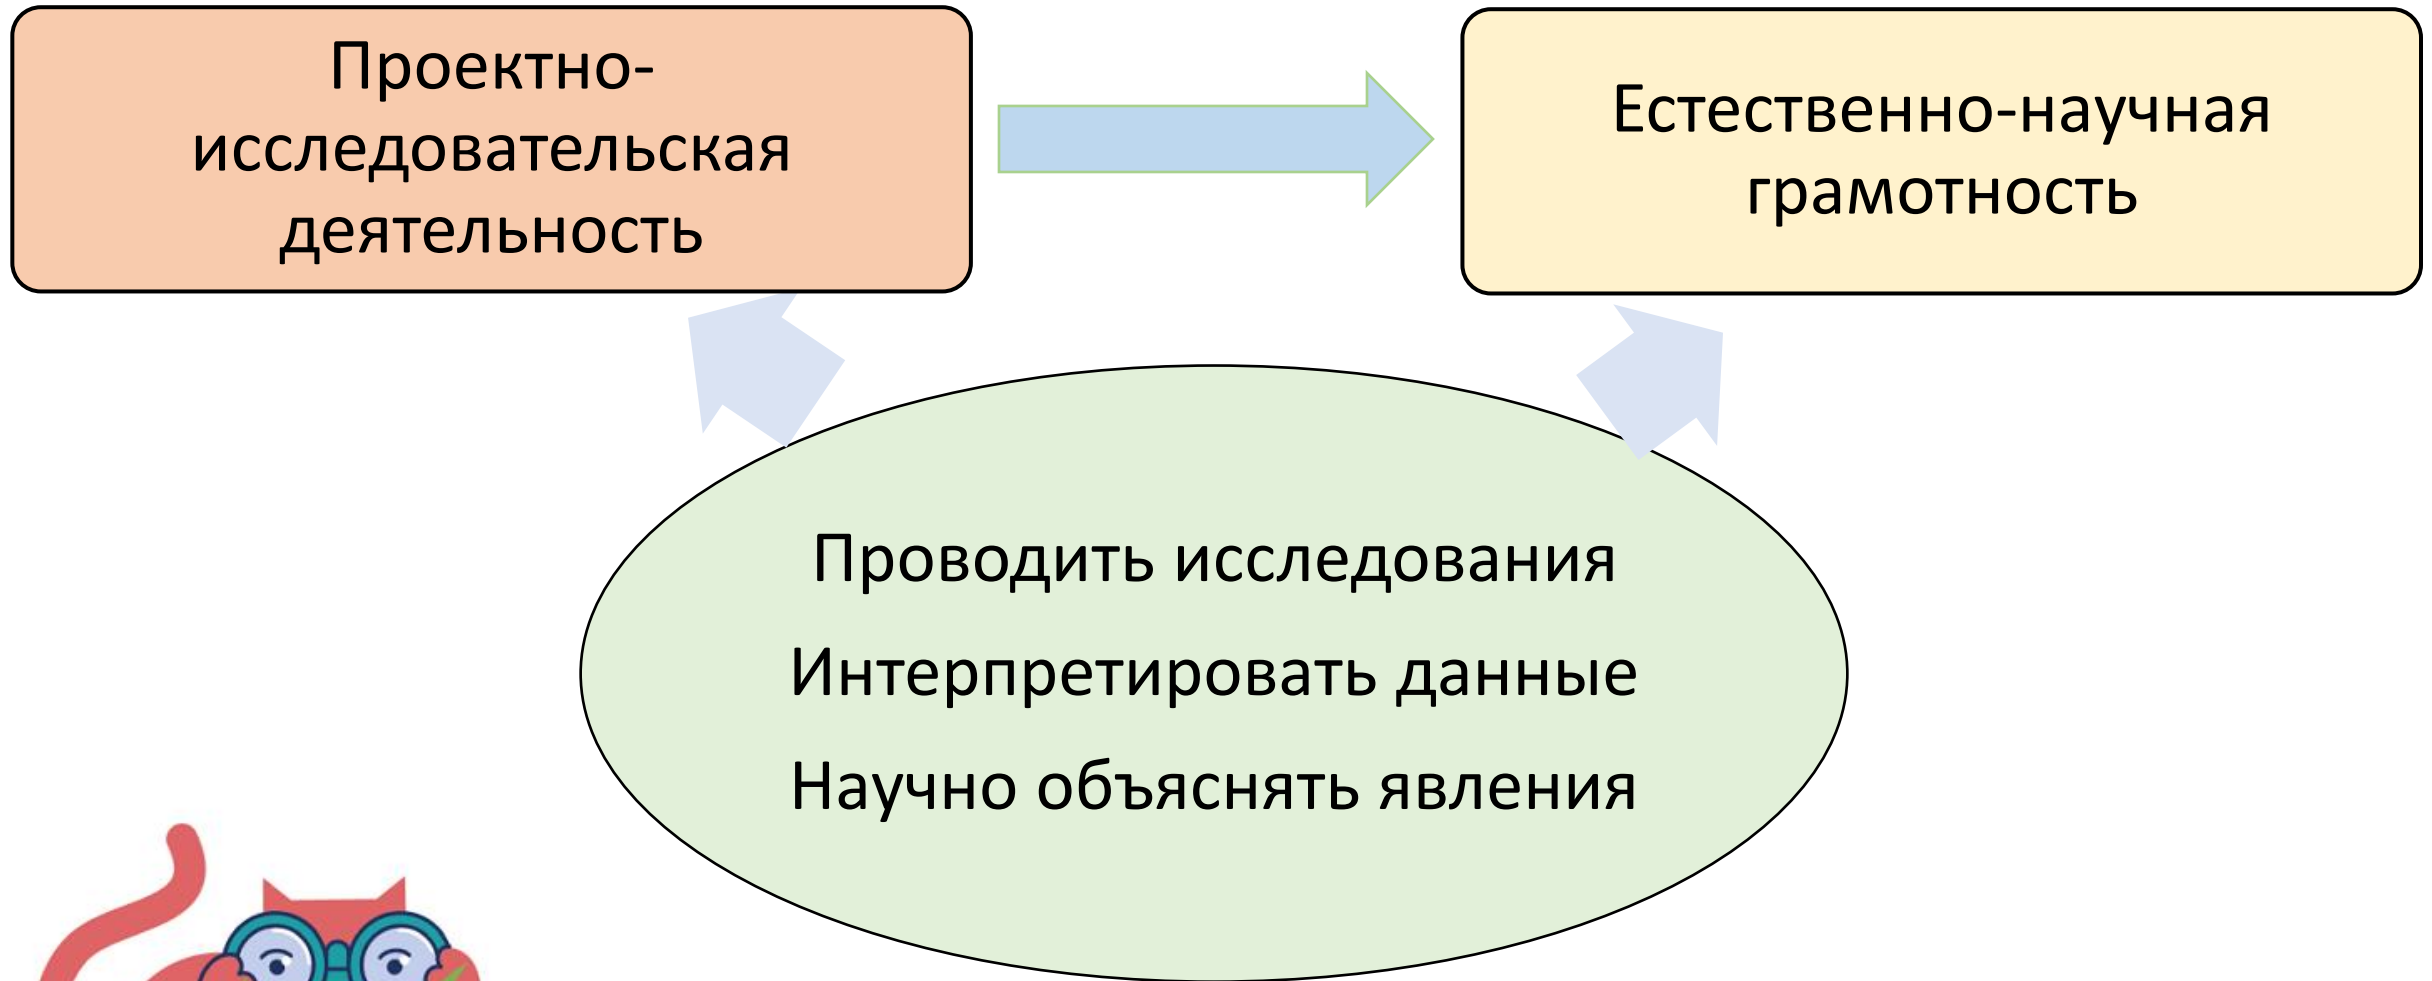 Проектно-
исследовательская
деятельность
Естественно-научная
грамотность
Проводить исследования
Интерпретировать данные
Научно объяснять явления